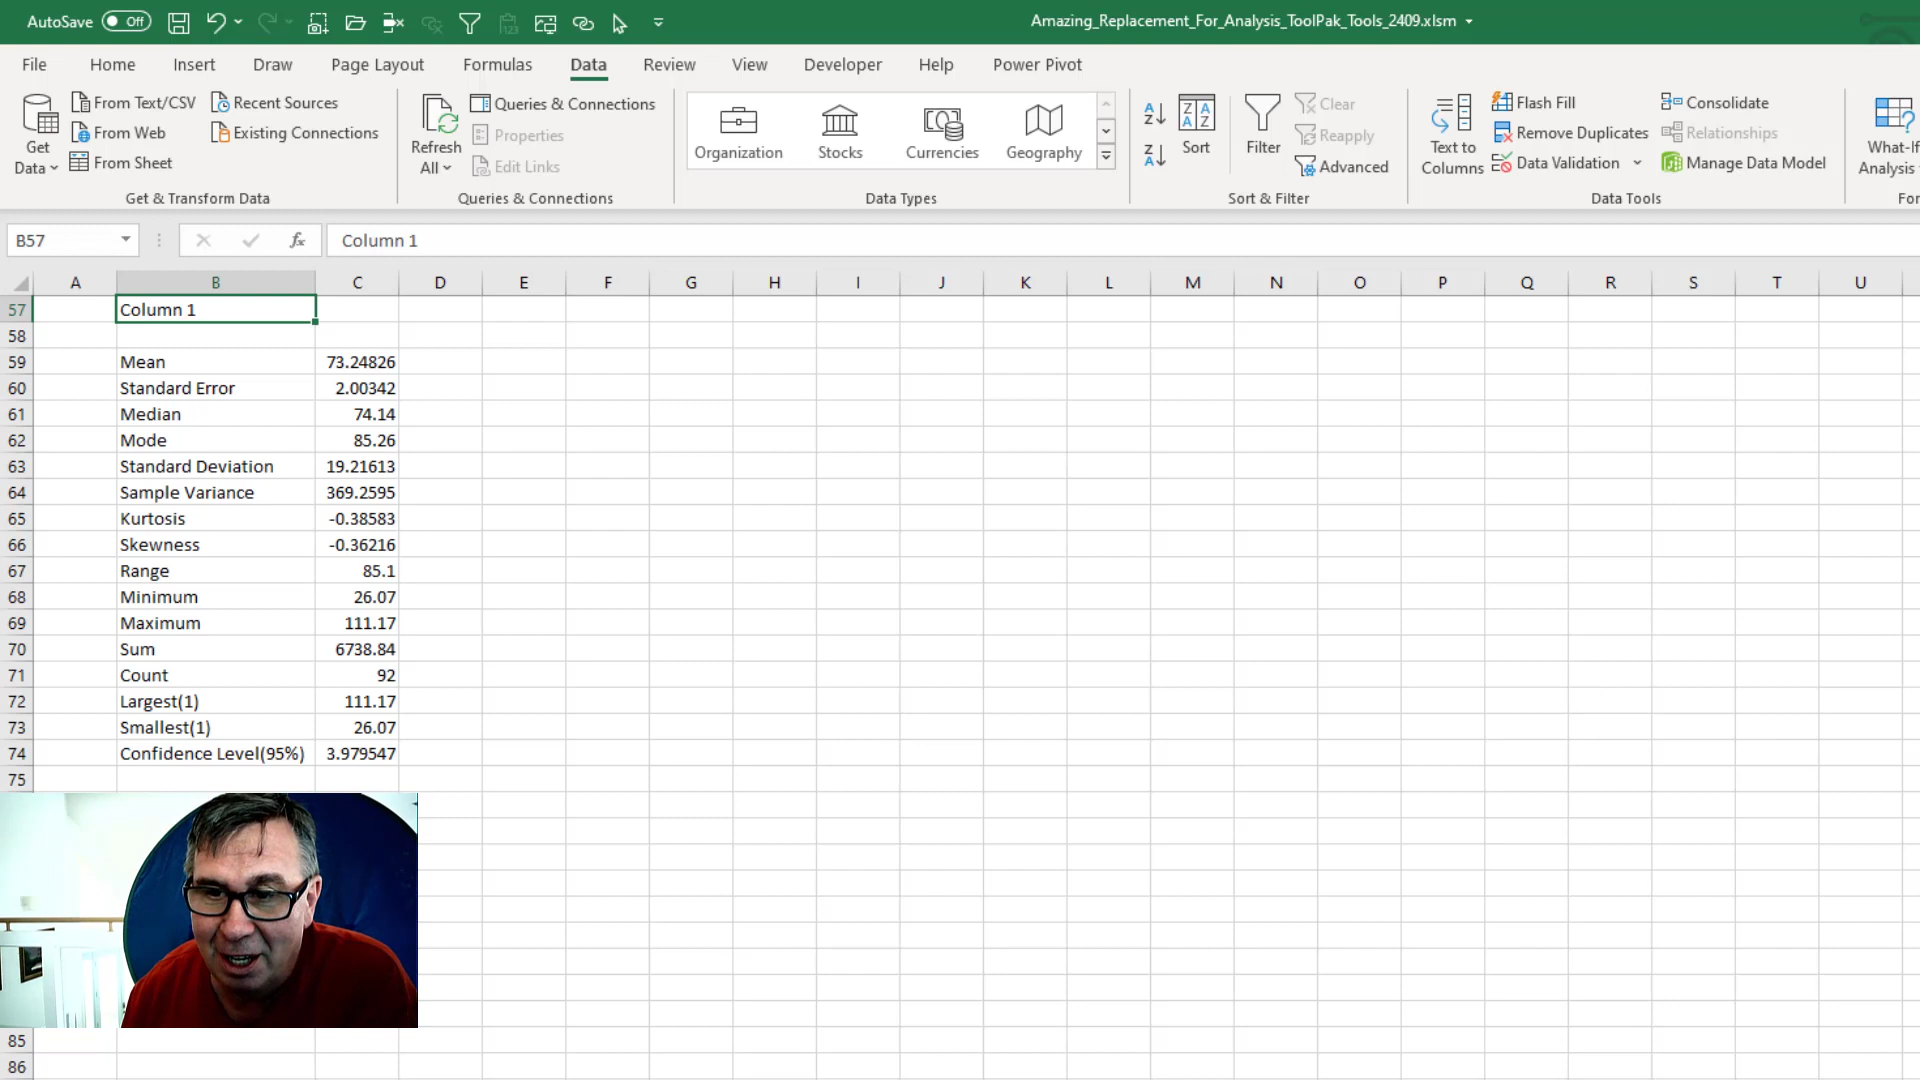 AutoSave Off
Amazing_Replacement_For_Analysis_ToolPak_Tools_2409.xlsm
File Home Insert Draw Page Layout Formulas Data Review View Developer Help Power Pivot
Get Data
From Text/CSV
From Web
From Sheet
Recent Sources
Existing Connections
Get & Transform Data
Refresh All
Queries & Connections
Properties
Edit Links
Queries & Connections
Organization
Stocks
Currencies
Geography
Data Types
Sort
Filter
Clear
Reapply
Advanced
Sort & Filter
Text to Columns
Flash Fill
Remove Duplicates
Data Validation
Consolidate
Relationships
Manage Data Model
Data Tools
What-If
Analysis
For
B57
fx
Column 1
A B C D E F G H I J K L M N O P Q R S T U
57 Column 1
58
59 Mean 73.24826
60 Standard Error 2.00342
61 Median 74.14
62 Mode 85.26
63 Standard Deviation 19.21613
64 Sample Variance 369.2595
65 Kurtosis -0.38583
66 Skewness -0.36216
67 Range 85.1
68 Minimum 26.07
69 Maximum 111.17
70 Sum 6738.84
71 Count 92
72 Largest(1) 111.17
73 Smallest(1) 26.07
74 Confidence Level(95%) 3.979547
75
85
86